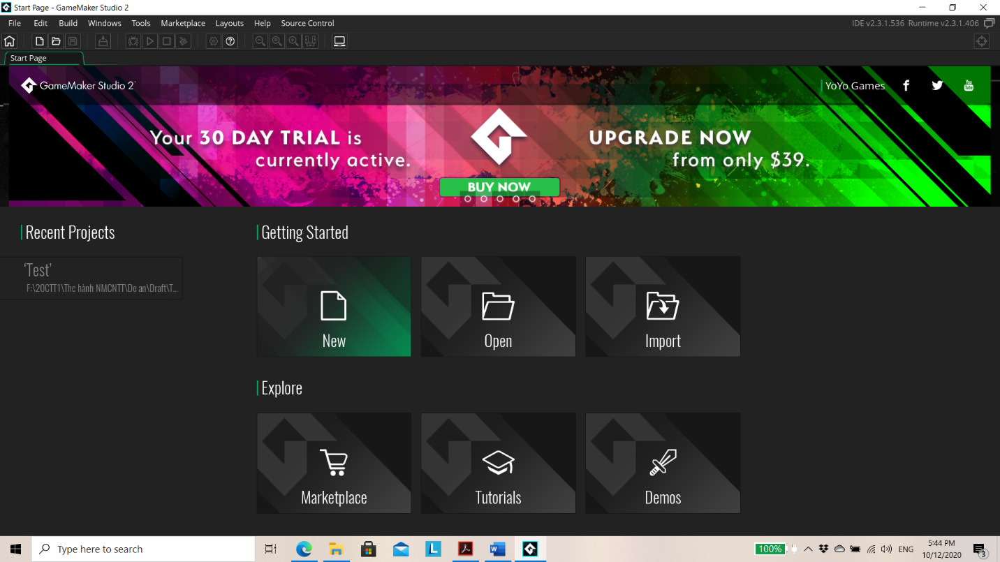 Start Page - GameMaker Studio 2
File Edit Build Windows Tools Marketplace Layouts Help Source Control
IDE v2.3.1.536 Runtime v2.3.1.406
Start Page
GameMaker Studio 2
YoYo Games
You Tube
Your 30 DAY TRIAL is
currently active.
UPGRADE NOW
from only $39.
BUY NOW
Recent Projects
'Test'
F:\20CTT1\Thc hành NMCNTT\Do an\Draft\T...
Getting Started
New
Open
Import
Explore
Marketplace
Tutorials
Demos
Type here to search
L
W
100%
ENG
5:44 PM
10/12/2020
3